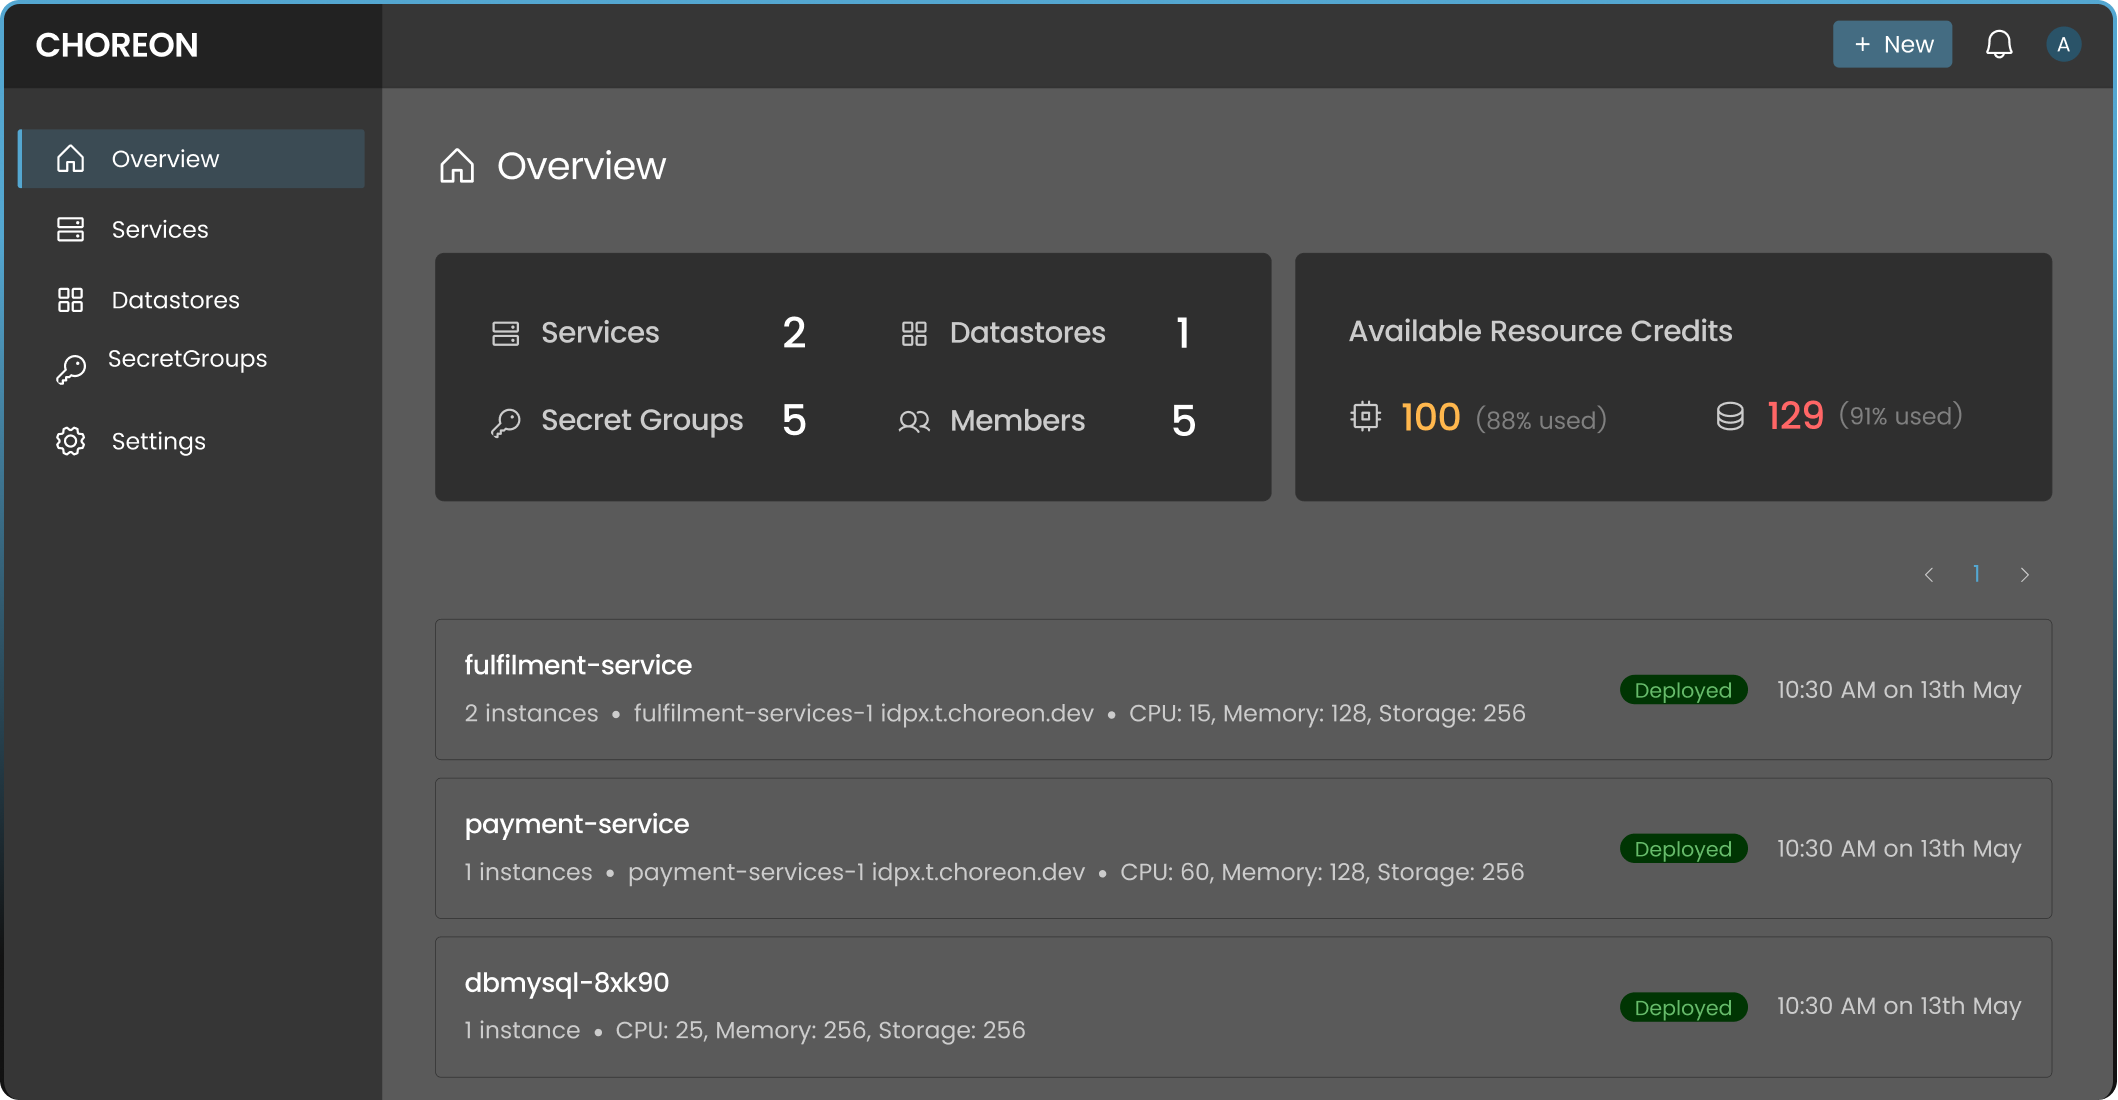 CHOREON
+ New
A
Overview
Services
Datastores
SecretGroups
Settings
Overview
Services 2
Datastores 1
Secret Groups 5
Members 5
Available Resource Credits
100 (88% used)
129 (91% used)
< 1 >
fulfilment-service
2 instances • fulfilment-services-1 idpx.t.choreon.dev • CPU: 15, Memory: 128, Storage: 256
Deployed 10:30 AM on 13th May
payment-service
1 instances • payment-services-1 idpx.t.choreon.dev • CPU: 60, Memory: 128, Storage: 256
Deployed 10:30 AM on 13th May
dbmysql-8xk90
1 instance • CPU: 25, Memory: 256, Storage: 256
Deployed 10:30 AM on 13th May